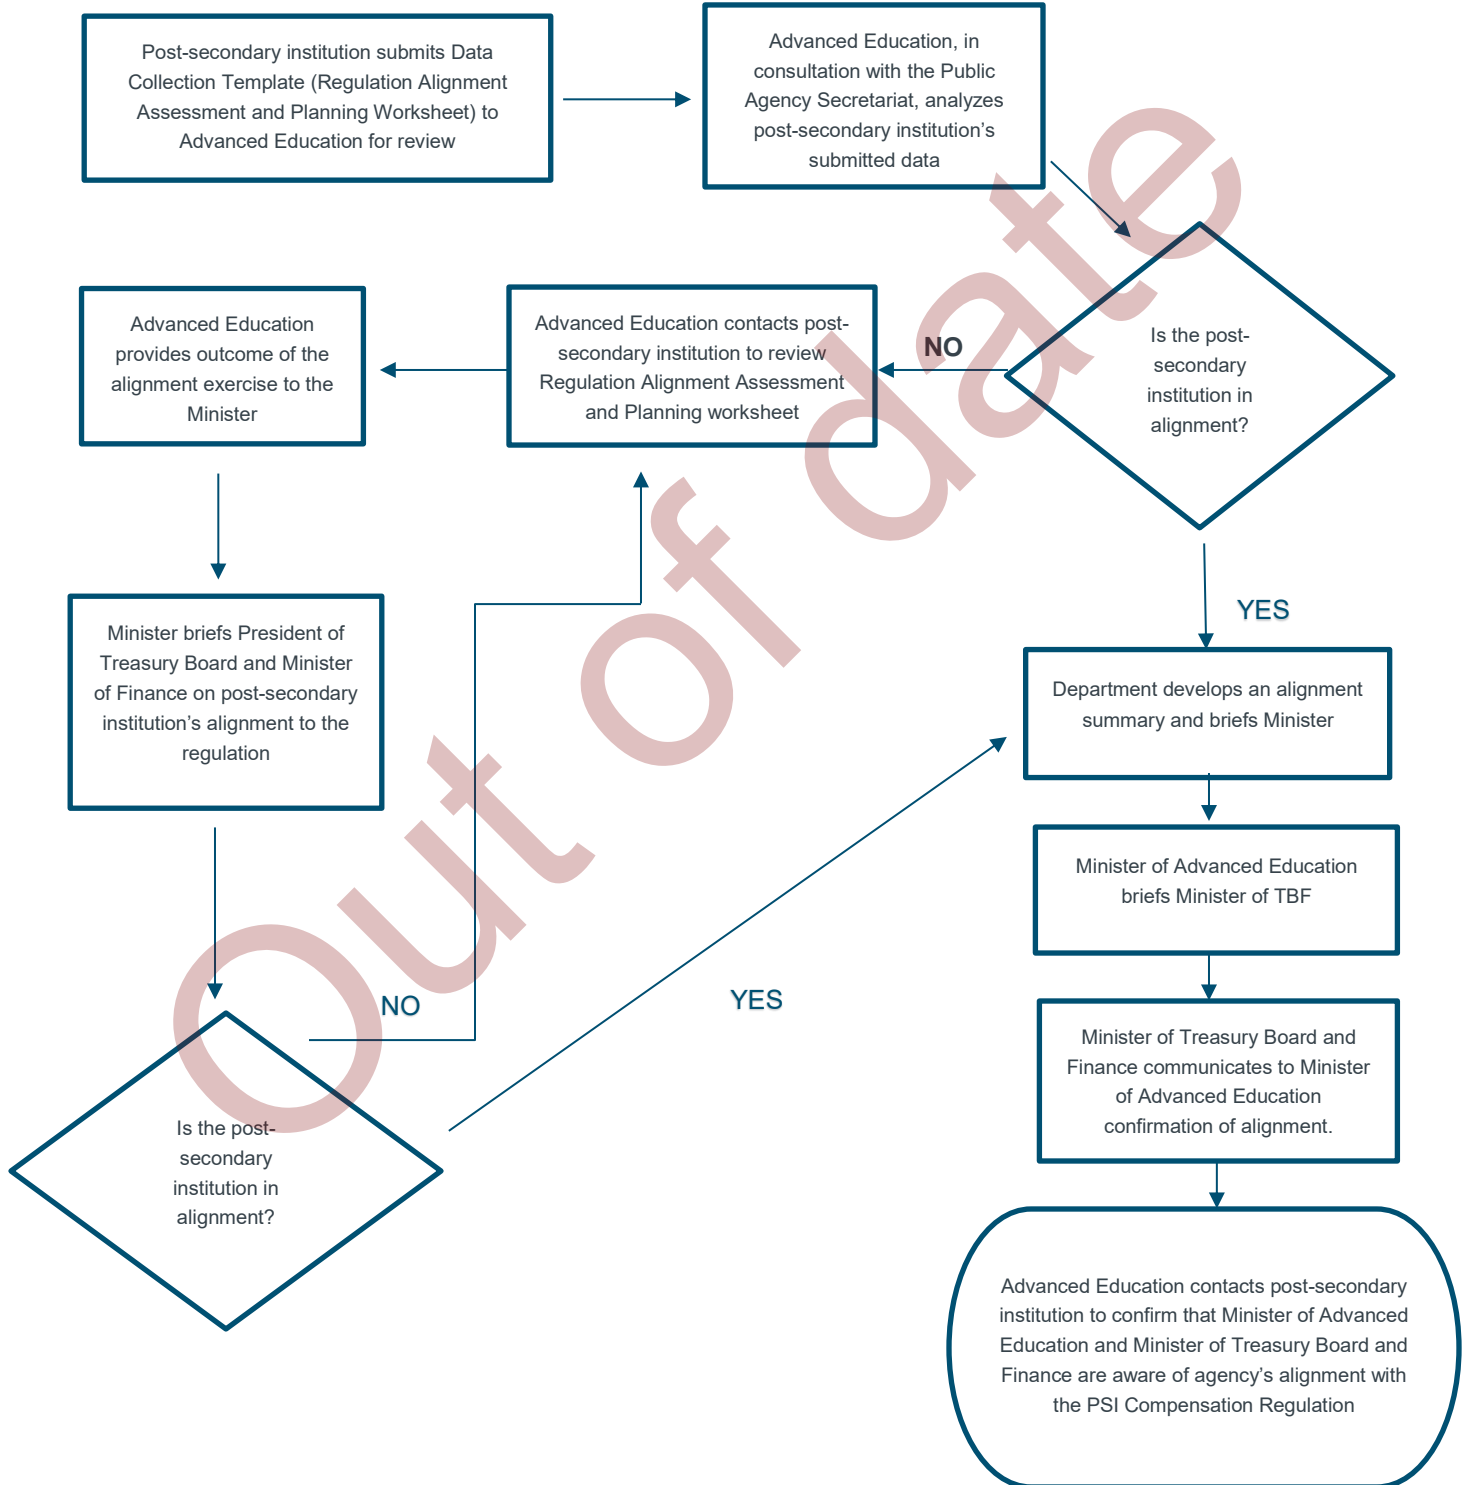 Post-secondary institution submits Data
Collection Template (Regulation Alignment
Assessment and Planning Worksheet) to
Advanced Education for review
Advanced Education, in
consultation with the Public
Agency Secretariat, analyzes
post-secondary institution’s
submitted data
Is the post-
secondary
institution in
alignment?
NO
Advanced Education contacts post-
secondary institution to review
Regulation Alignment Assessment
and Planning worksheet
Advanced Education
provides outcome of the
alignment exercise to the
Minister
Minister briefs President of
Treasury Board and Minister
of Finance on post-secondary
institution’s alignment to the
regulation
Is the post-
secondary
institution in
alignment?
NO
YES
YES
Department develops an alignment
summary and briefs Minister
Minister of Advanced Education
briefs Minister of TBF
Minister of Treasury Board and
Finance communicates to Minister
of Advanced Education
confirmation of alignment.
Advanced Education contacts post-secondary
institution to confirm that Minister of Advanced
Education and Minister of Treasury Board and
Finance are aware of agency’s alignment with
the PSI Compensation Regulation
Out of date